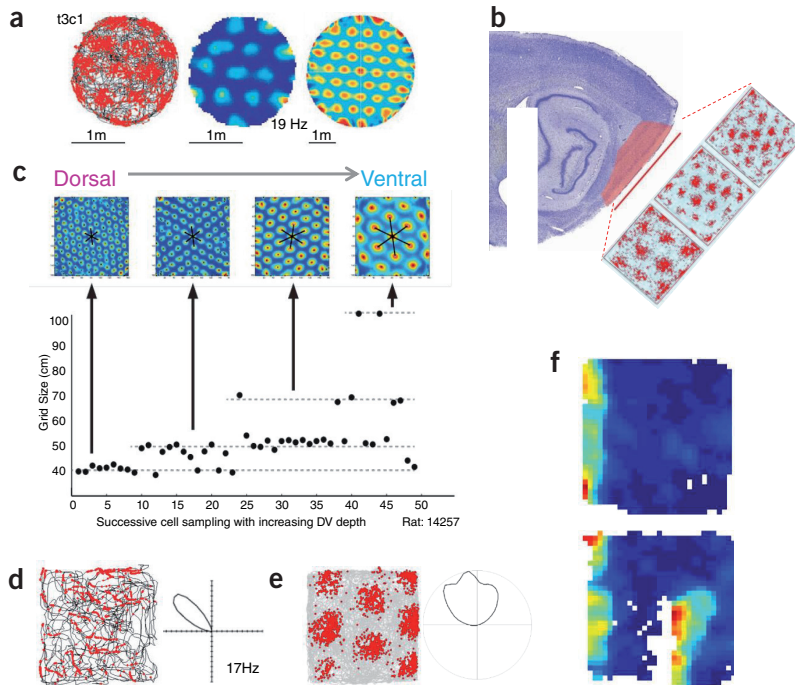 a
t3c1
19 Hz
1m
1m
1m
b
c
Dorsal
Ventral
Grid Size (cm)
100
90
80
70
60
50
40
0
5
10
15
20
25
30
35
40
45
50
Successive cell sampling with increasing DV depth
Rat: 14257
d
17Hz
e
f